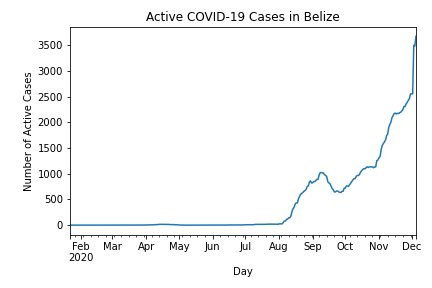 Active COVID-19 Cases in Belize
Number of Active Cases
3500
3000
2500
2000
1500
1000
500
0
Feb Mar Apr May Jun Jul Aug Sep Oct Nov Dec
2020
Day